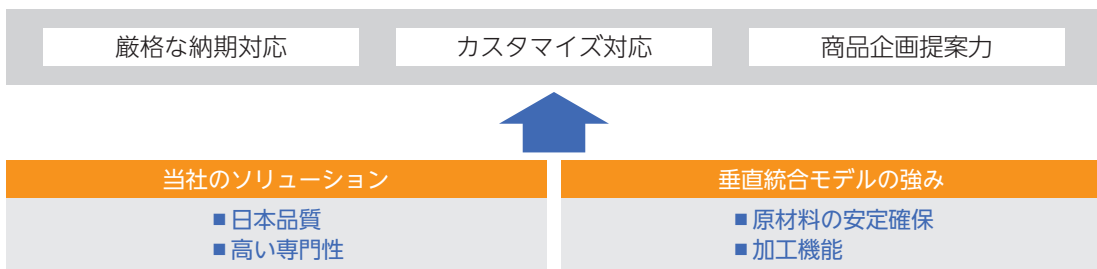 厳格な納期対応
カスタマイズ対応
商品企画提案力
当社のソリューション
■日本品質
■高い専門性
垂直統合モデルの強み
■原材料の安定確保
■加工機能